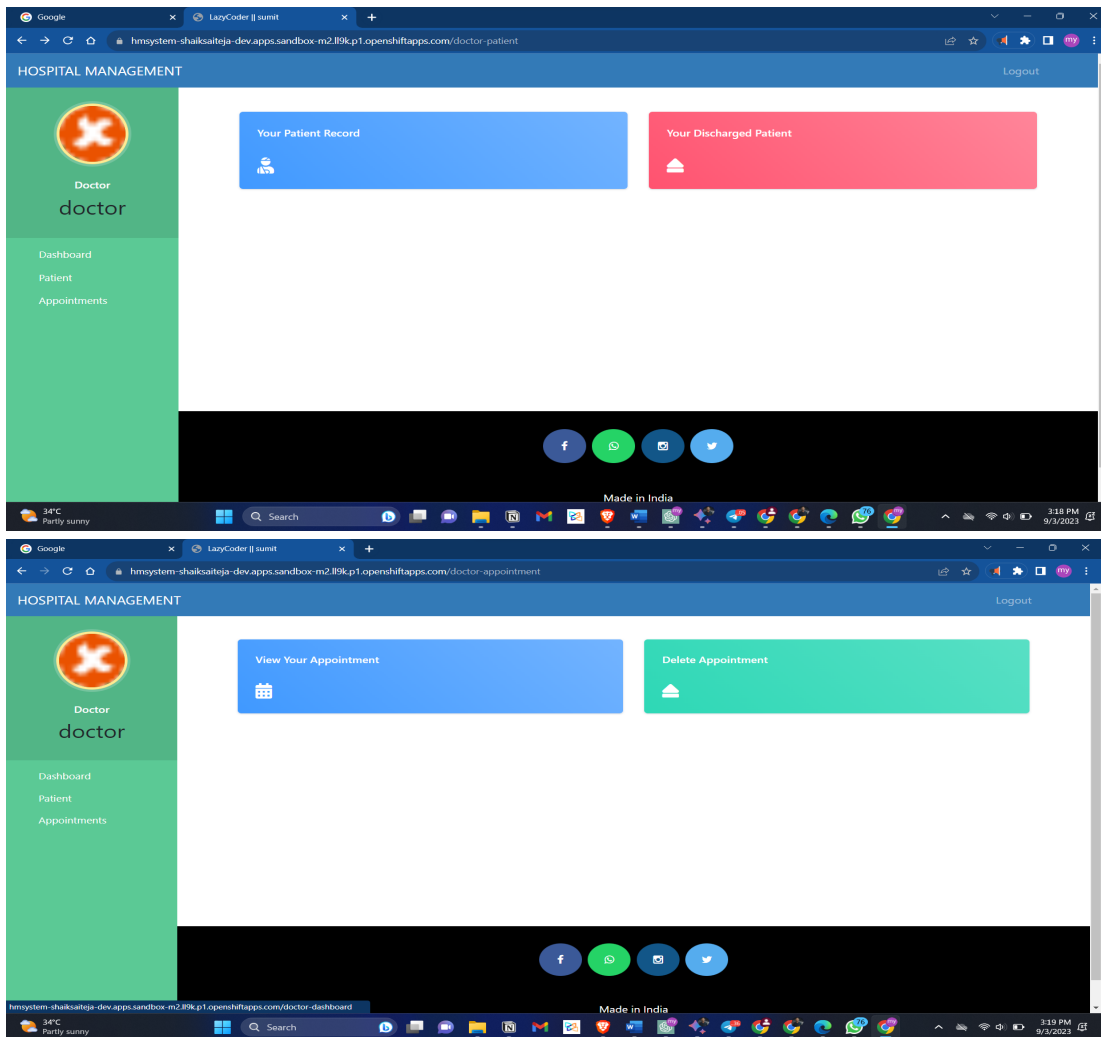 Google
LazyCoder || sumit
hmsystem-shaiksaiteja-dev.apps.sandbox-m2.ll9k.p1.openshiftapps.com/doctor-patient
my
HOSPITAL MANAGEMENT
Logout
Your Patient Record
Your Discharged Patient
Doctor
doctor
Dashboard
Patient
Appointments
Made in India
34°C
Partly sunny
Search
76
3:18 PM
9/3/2023
Google
LazyCoder || sumit
hmsystem-shaiksaiteja-dev.apps.sandbox-m2.ll9k.p1.openshiftapps.com/doctor-appointment
my
HOSPITAL MANAGEMENT
Logout
View Your Appointment
Delete Appointment
Doctor
doctor
Dashboard
Patient
Appointments
hmsystem-shaiksaiteja-dev.apps.sandbox-m2.ll9k.p1.openshiftapps.com/doctor-dashboard
Made in India
34°C
Partly sunny
Search
76
3:19 PM
9/3/2023